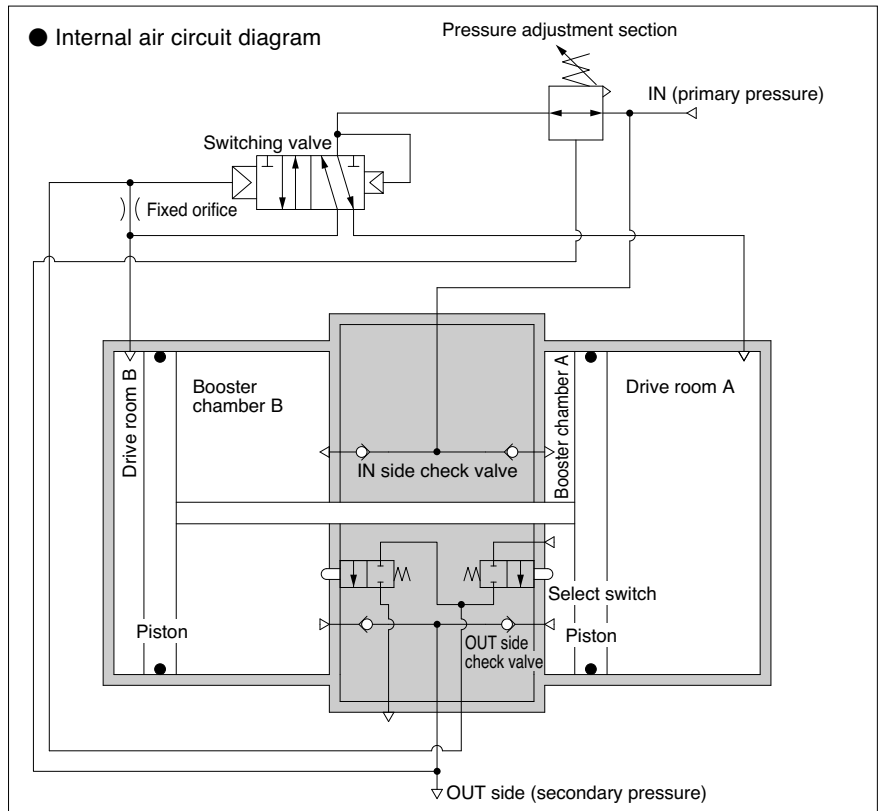 ● Internal air circuit diagram
Pressure adjustment section
IN (primary pressure)
Switching valve
Fixed orifice
Drive room B
Booster
chamber B
Booster chamber A
Drive room A
IN side check valve
Select switch
Piston
OUT side
check valve
Piston
OUT side (secondary pressure)